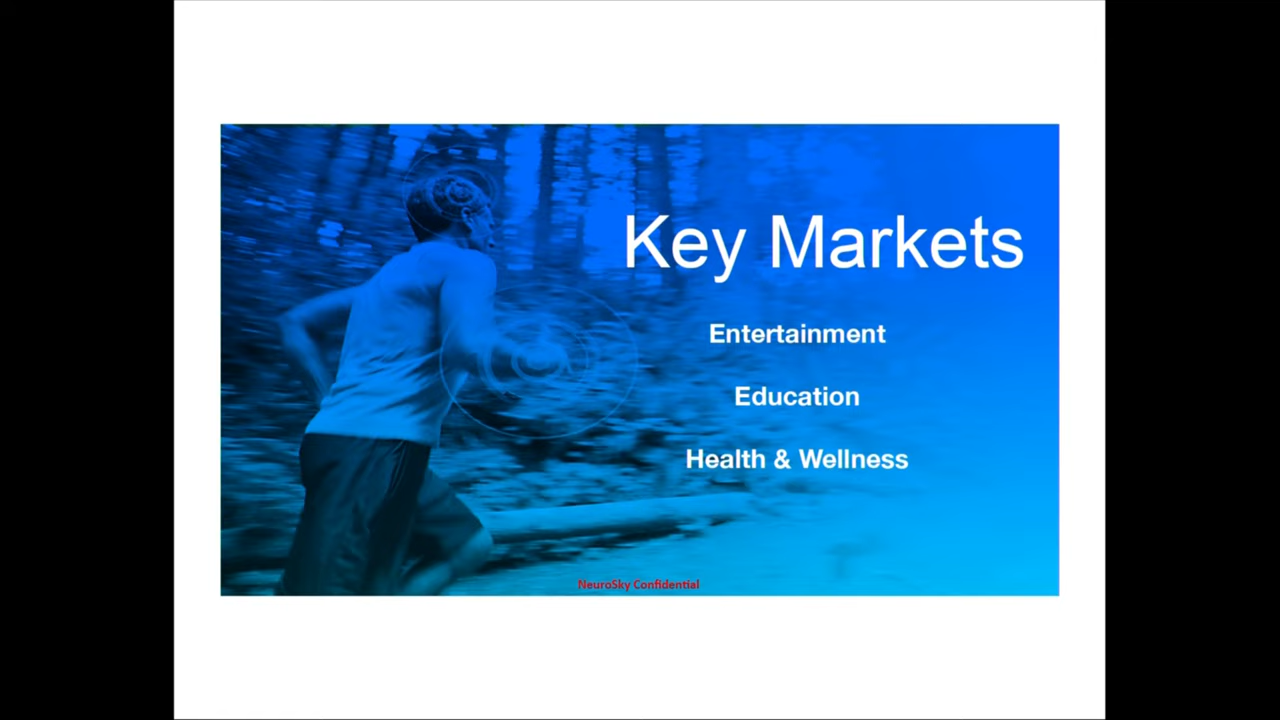 Key Markets
Entertainment
Education
Health & Wellness
NeuroSky Confidential